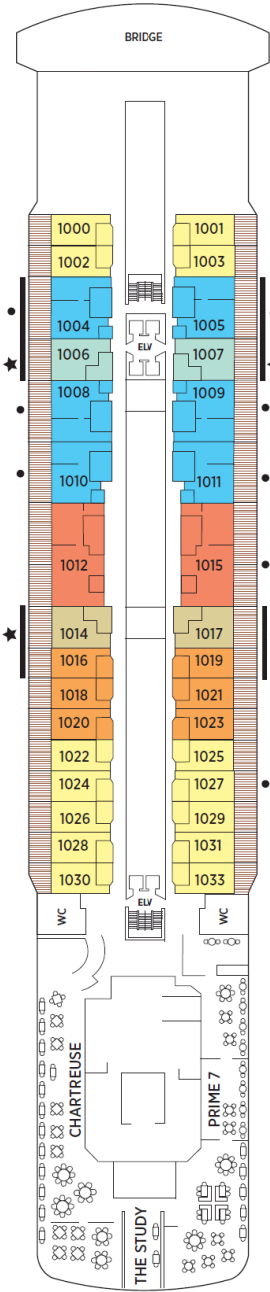 BRIDGE
1000 1001
1002 1003
1004 1005
ELV
1006 1007
1008 1009
1010 1011
1012 1015
1014 1017
1016 1019
1018 1021
1020 1023
1022 1025
1024 1027
1026 1029
1028 1031
1030 1033
ELV
WC WC
CHARTREUSE
PRIME 7
THE STUDY